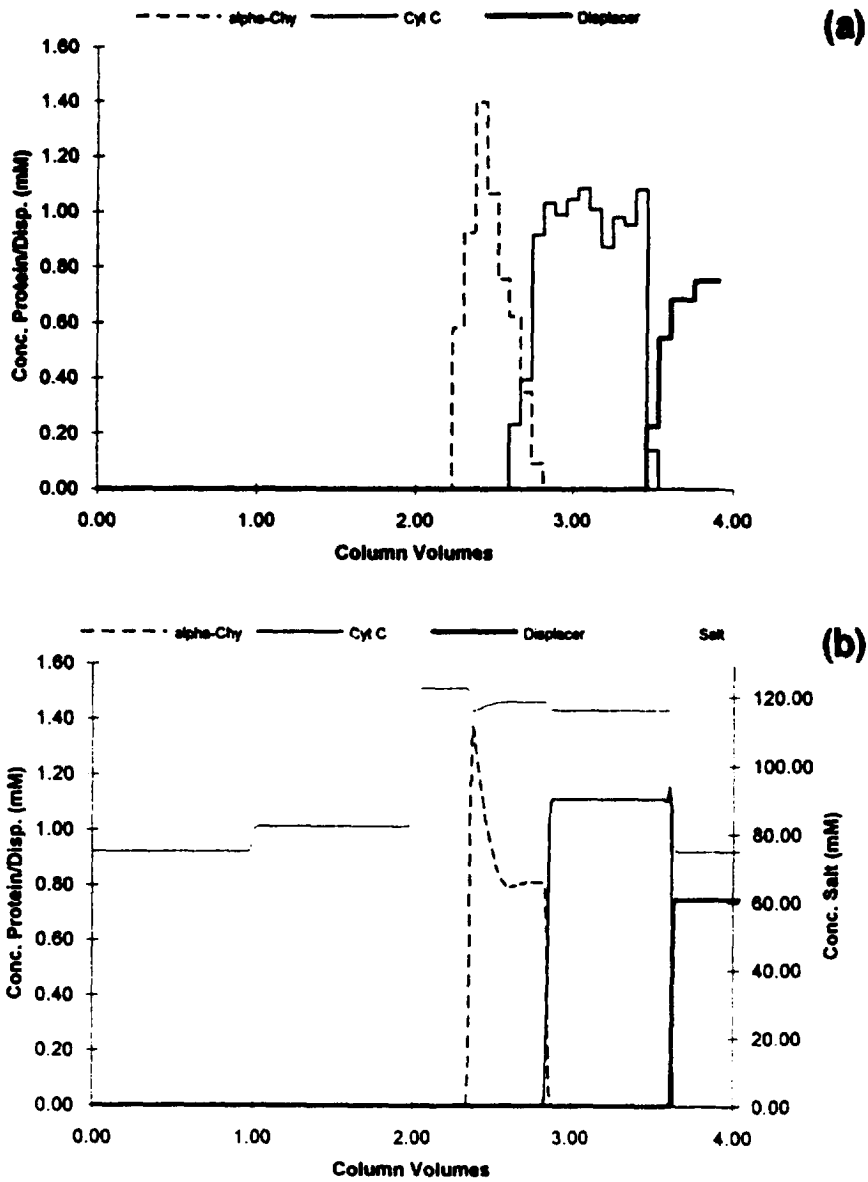 alpha-Chy Cyt C Displacer
(a)
1.60
1.40
1.20
1.00
0.80
0.60
0.40
0.20
0.00
Conc. Protein/Disp. (mM)
0.00 1.00 2.00 3.00 4.00
Column Volumes
alpha-Chy Cyt C Displacer Salt
(b)
1.60
1.40
1.20
1.00
0.80
0.60
0.40
0.20
0.00
Conc. Protein/Disp. (mM)
120.00
100.00
80.00
60.00
40.00
20.00
0.00
Conc. Salt (mM)
0.00 1.00 2.00 3.00 4.00
Column Volumes